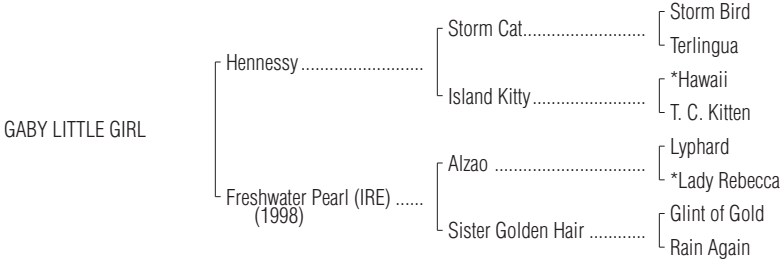 Storm Bird
Storm Cat..........................
Terlingua
Hennessy ..........................
*Hawaii
Island Kitty........................
T. C. Kitten
GABY LITTLE GIRL
Lyphard
Alzao ................................
*Lady Rebecca
Freshwater Pearl (IRE) ......
(1998)
Glint of Gold
Sister Golden Hair ............
Rain Again